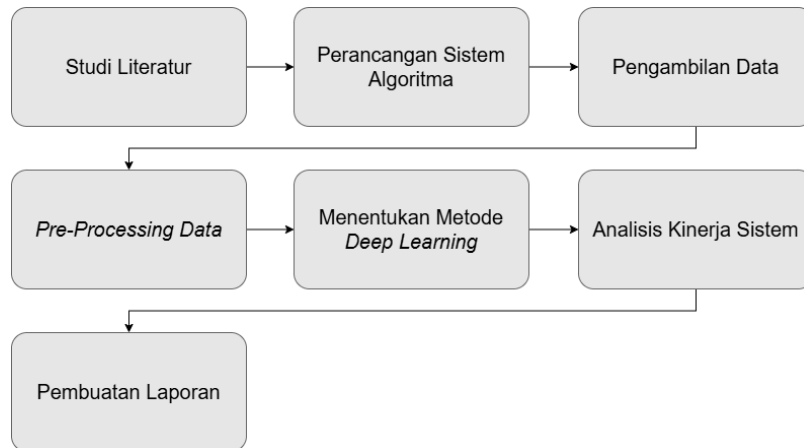 Studi Literatur
Perancangan Sistem
Algoritma
Pengambilan Data
Pre-Processing Data
Menentukan Metode
Deep Learning
Analisis Kinerja Sistem
Pembuatan Laporan